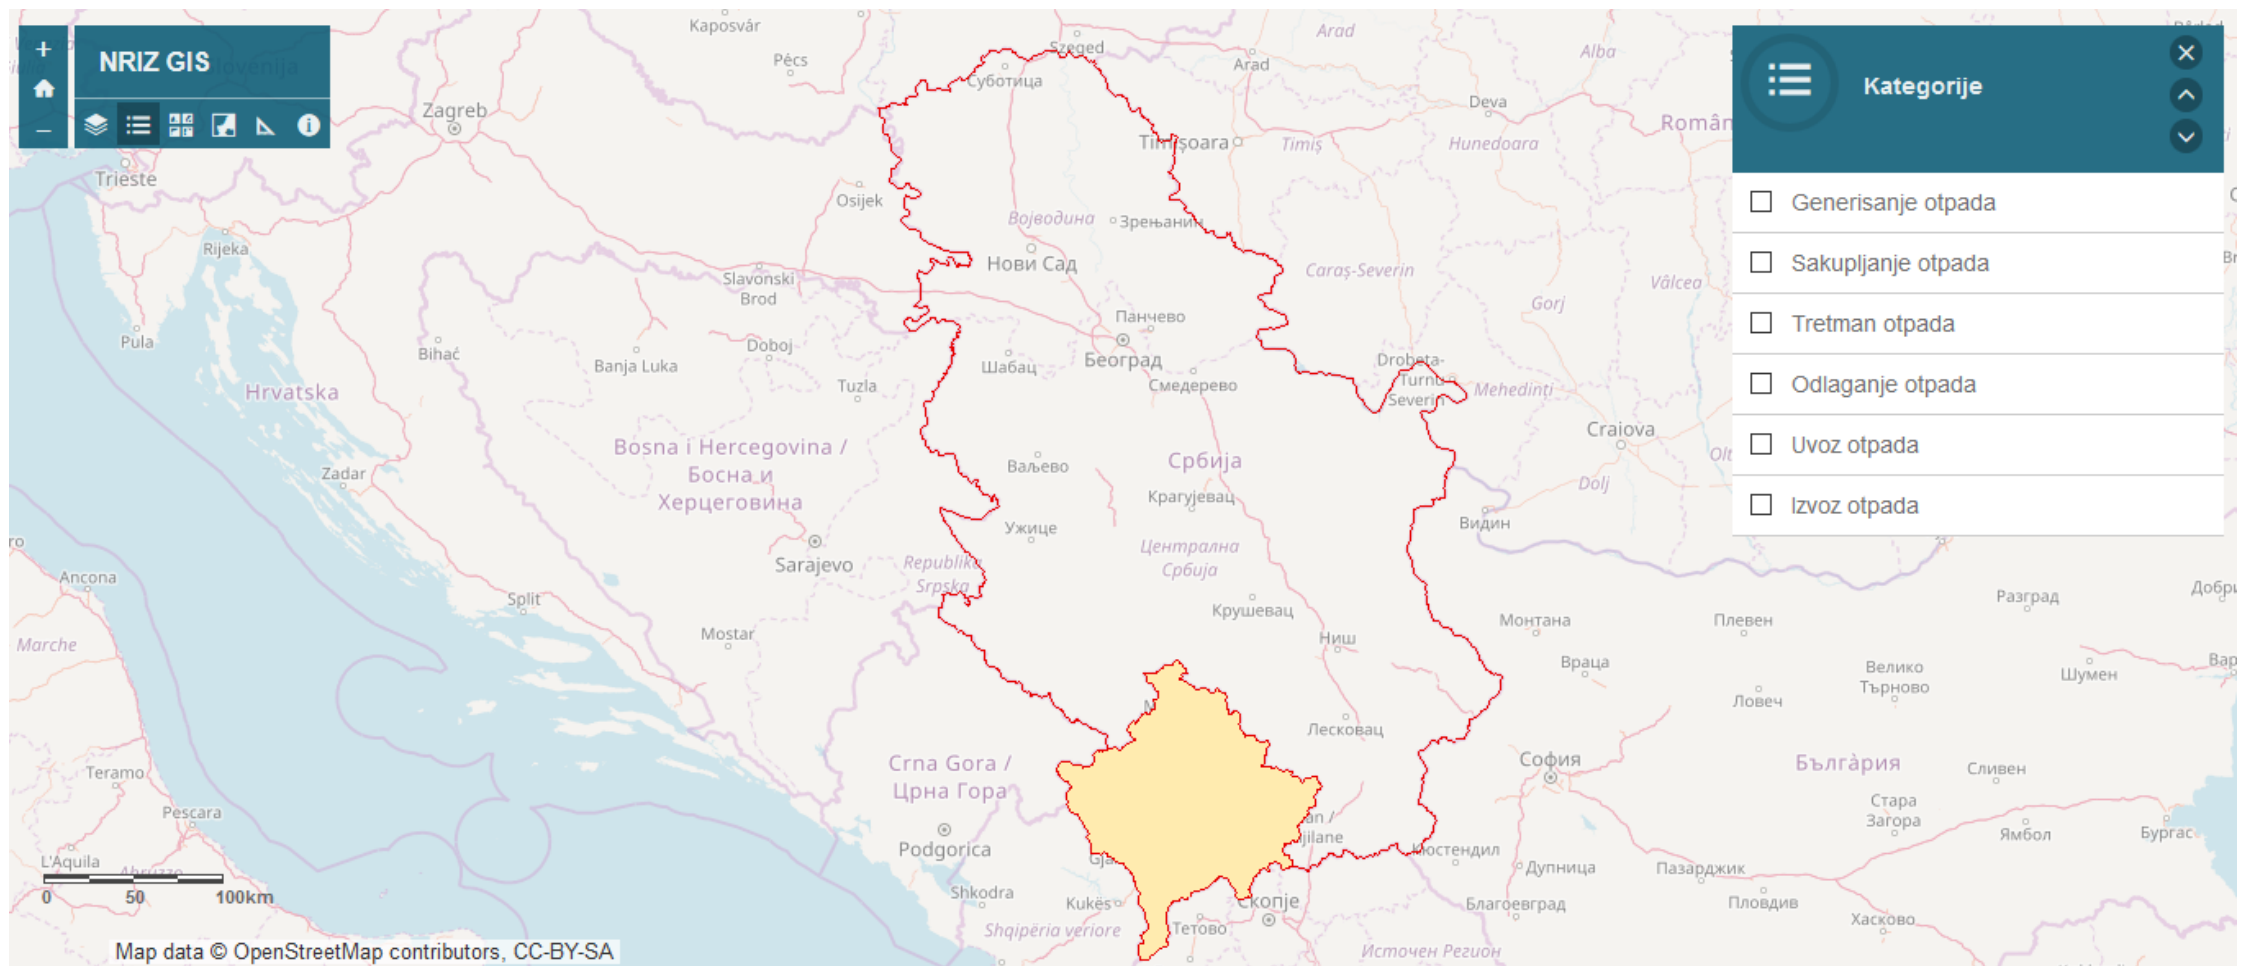 NRIZ GIS
Kategorije
Generisanje otpada
Sakupljanje otpada
Tretman otpada
Odlaganje otpada
Uvoz otpada
Izvoz otpada
Kaposvár
Pécs
Szeged
Суботица
Arad
Arad
Alba
Deva
Hunedoara
Timișoara
Timiș
Zagreb
Trieste
Rijeka
Pula
Osijek
Војводина
Зрењанин
Нови Сад
Slavonski
Brod
Caraș-Severin
Gorj
Vâlcea
Панчево
Београд
Шабац
Смедерево
Drobeta-
Turnu
Severin
Mehedinți
Craiova
Dolj
Bihać
Banja Luka
Doboj
Tuzla
Hrvatska
Bosna i Hercegovina /
Босна и
Херцеговина
Zadar
Sarajevo
Republika
Srpska
Ваљево
Србија
Крагујевац
Ужице
Централна
Србија
Видин
Крушевац
Ниш
Ancona
Split
Mostar
Marche
Монтана
Враца
Плевен
Ловеч
Велико
Търново
Разград
Шумен
Лесковац
Crna Gora /
Црна Гора
Podgorica
София
България
Сливен
Стара
Загора
Ямбол
Бургас
Teramo
Pescara
L'Aquila
Abruzzo
Shkodra
Kukës
Shqipëria veriore
Тетово
Скопје
Кюстендил
Дупница
Благоевград
Пазарджик
Пловдив
Хасково
Източен Регион
0 50 100km
Map data © OpenStreetMap contributors, CC-BY-SA